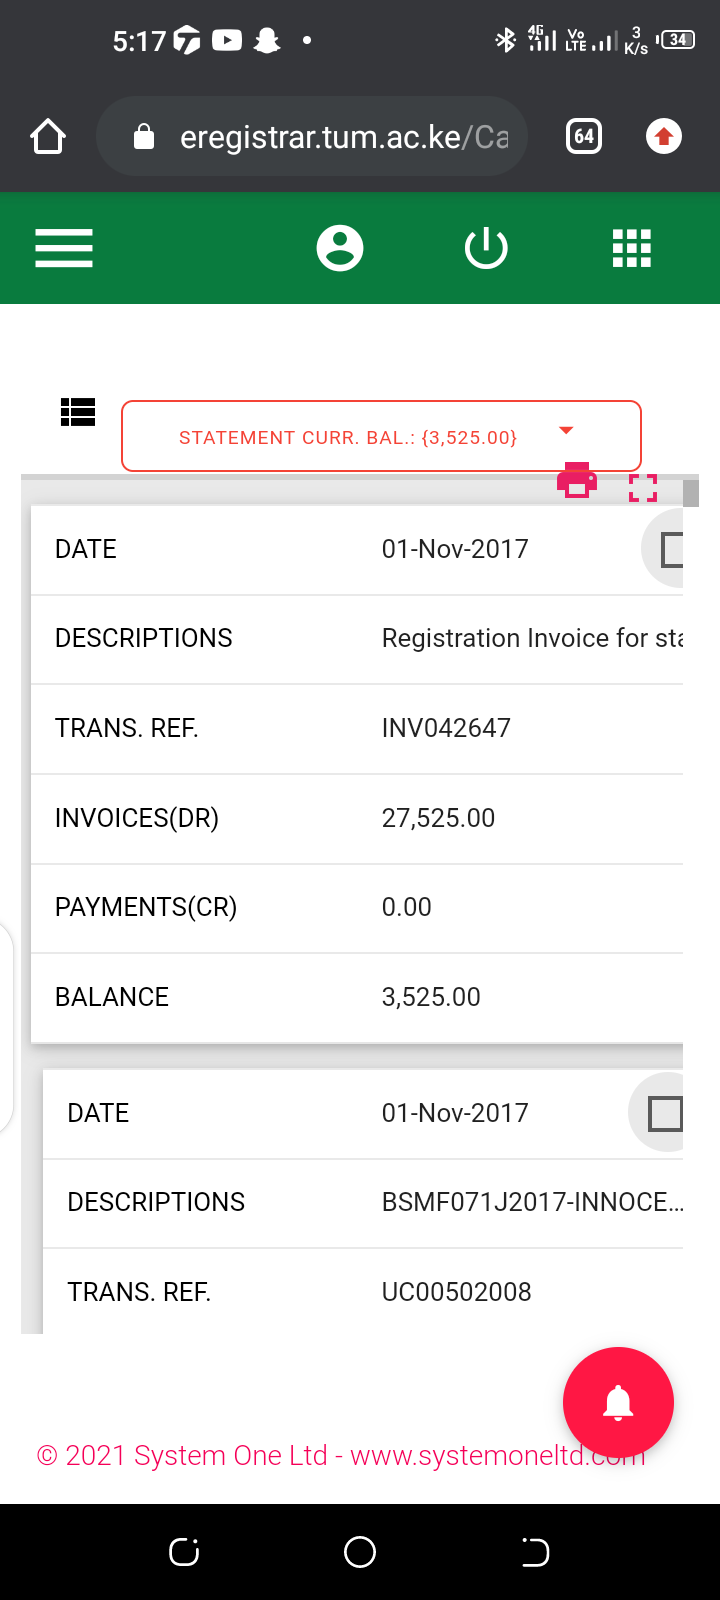 5:17
4G
Vo LTE
3 K/s
34
eregistrar.tum.ac.ke/Ca
64
STATEMENT CURR. BAL.: {3,525.00}
DATE 01-Nov-2017
DESCRIPTIONS Registration Invoice for sta
TRANS. REF. INV042647
INVOICES(DR) 27,525.00
PAYMENTS(CR) 0.00
BALANCE 3,525.00
DATE 01-Nov-2017
DESCRIPTIONS BSMF071J2017-INNOCE...
TRANS. REF. UC00502008
© 2021 System One Ltd - www.systemoneltd.com